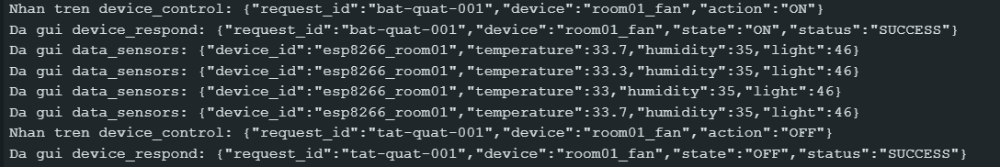 Nhan tren device_control: {"request_id":"bat-quat-001","device":"room01_fan","action":"ON"}
Da gui device_respond: {"request_id":"bat-quat-001","device":"room01_fan","state":"ON","status":"SUCCESS"}
Da gui data_sensors: {"device_id":"esp8266_room01","temperature":33.7,"humidity":35,"light":46}
Da gui data_sensors: {"device_id":"esp8266_room01","temperature":33.3,"humidity":35,"light":46}
Da gui data_sensors: {"device_id":"esp8266_room01","temperature":33,"humidity":35,"light":46}
Da gui data_sensors: {"device_id":"esp8266_room01","temperature":33.7,"humidity":35,"light":46}
Nhan tren device_control: {"request_id":"tat-quat-001","device":"room01_fan","action":"OFF"}
Da gui device_respond: {"request_id":"tat-quat-001","device":"room01_fan","state":"OFF","status":"SUCCESS"}